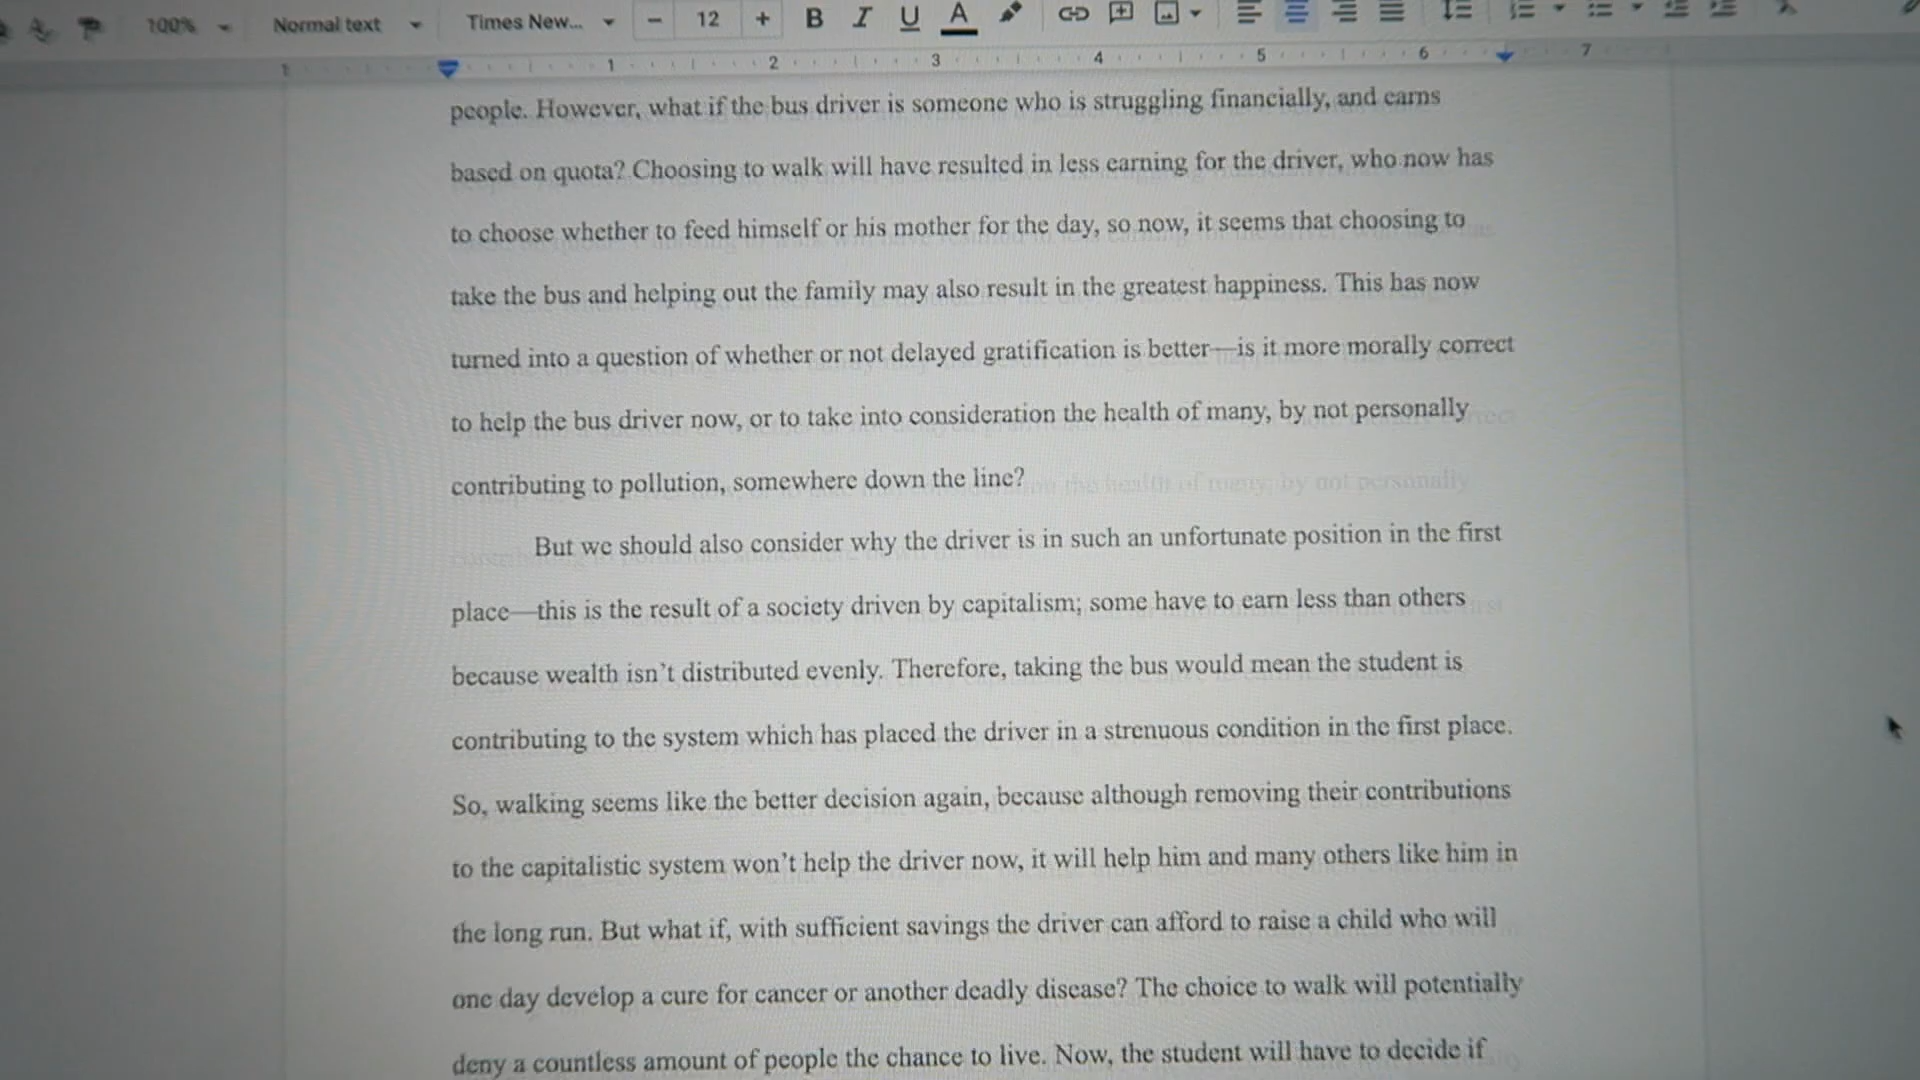 100% Normal text Times New... − 12 + B I U A
1 1 2 3 4 5 6 7
people. However, what if the bus driver is someone who is struggling financially, and earns
based on quota? Choosing to walk will have resulted in less earning for the driver, who now has
to choose whether to feed himself or his mother for the day, so now, it seems that choosing to
take the bus and helping out the family may also result in the greatest happiness. This has now
turned into a question of whether or not delayed gratification is better—is it more morally correct
to help the bus driver now, or to take into consideration the health of many, by not personally
contributing to pollution, somewhere down the line?
But we should also consider why the driver is in such an unfortunate position in the first
place—this is the result of a society driven by capitalism; some have to earn less than others
because wealth isn’t distributed evenly. Therefore, taking the bus would mean the student is
contributing to the system which has placed the driver in a strenuous condition in the first place.
So, walking seems like the better decision again, because although removing their contributions
to the capitalistic system won’t help the driver now, it will help him and many others like him in
the long run. But what if, with sufficient savings the driver can afford to raise a child who will
one day develop a cure for cancer or another deadly disease? The choice to walk will potentially
deny a countless amount of people the chance to live. Now, the student will have to decide if